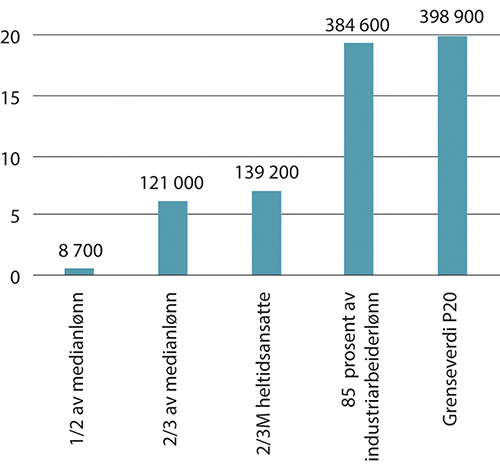 20
15
10
5
0
8 700
121 000
139 200
384 600
398 900
1/2 av medianlønn
2/3 av medianlønn
2/3M heltidsansatte
85 prosent av
industriarbeiderlønn
Grenseverdi P20